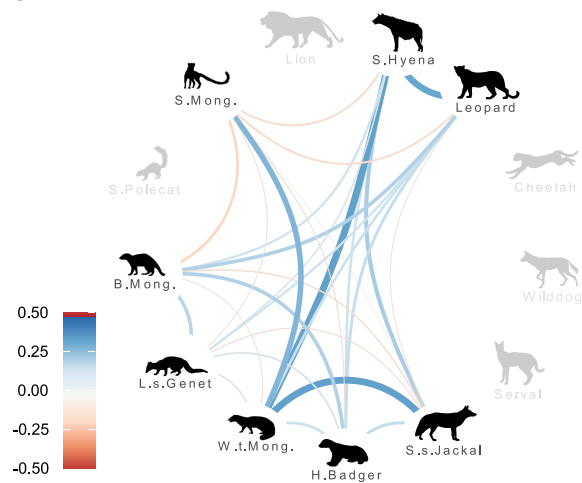 S.Hyena
Lion
S.Mong.
Leopard
S.Polecat
Cheetah
B.Mong.
Wilddog
0.50
0.25
0.00
-0.25
-0.50
L.s.Genet
Serval
W.t.Mong.
S.s.Jackal
H.Badger